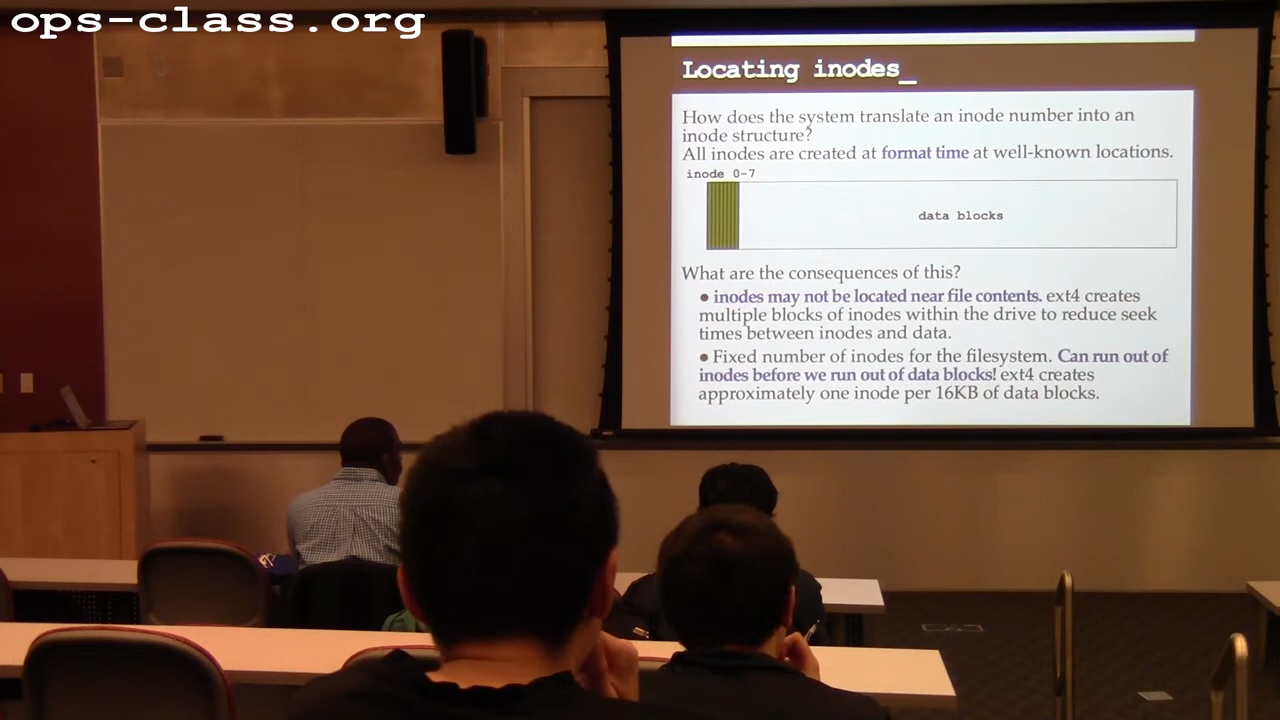 ops-class.org
Locating inodes_
How does the system translate an inode number into an
inode structure?
All inodes are created at format time at well-known locations.
inode 0-7
data blocks
What are the consequences of this?
● inodes may not be located near file contents. ext4 creates
multiple blocks of inodes within the drive to reduce seek
times between inodes and data.
● Fixed number of inodes for the filesystem. Can run out of
inodes before we run out of data blocks! ext4 creates
approximately one inode per 16KB of data blocks.